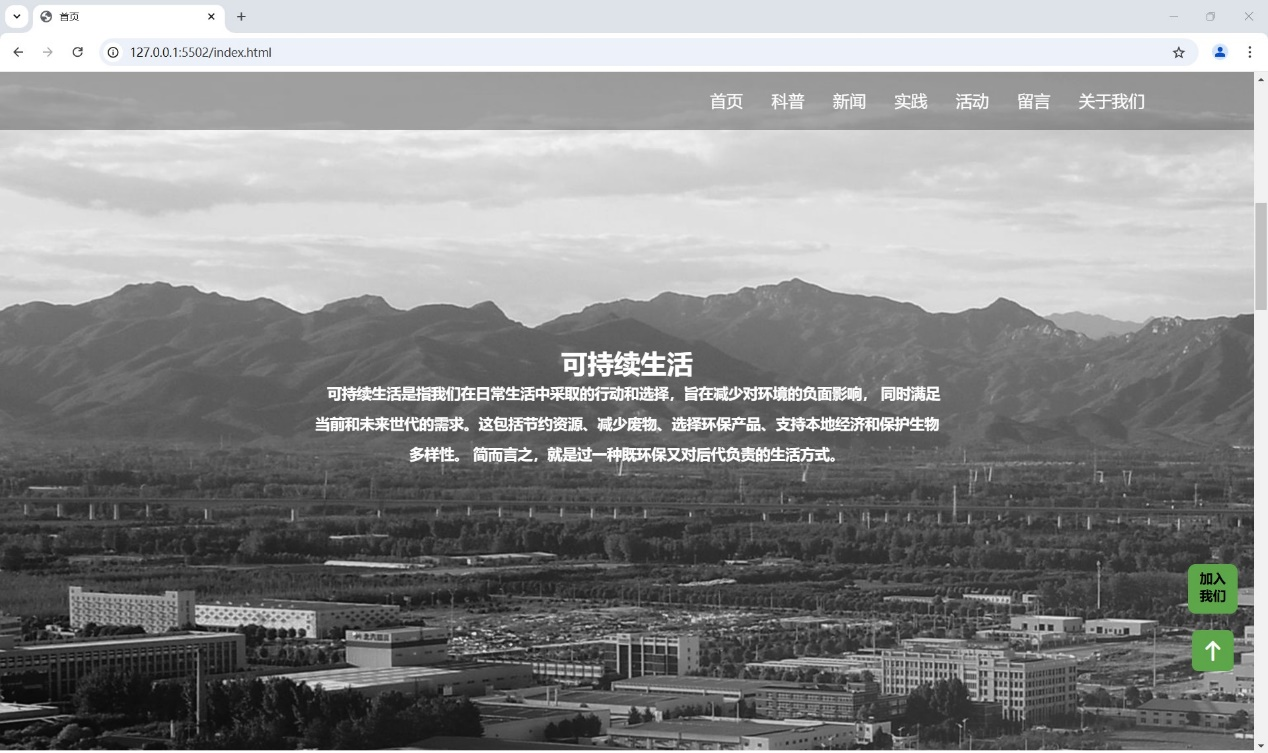 首页
127.0.0.1:5502/index.html
首页 科普 新闻 实践 活动 留言 关于我们
可持续生活
可持续生活是指我们在日常生活中采取的行动和选择，旨在减少对环境的负面影响， 同时满足
当前和未来世代的需求。这包括节约资源、减少废物、选择环保产品、支持本地经济和保护生物
多样性。 简而言之，就是过一种既环保又对后代负责的生活方式。
加入
我们